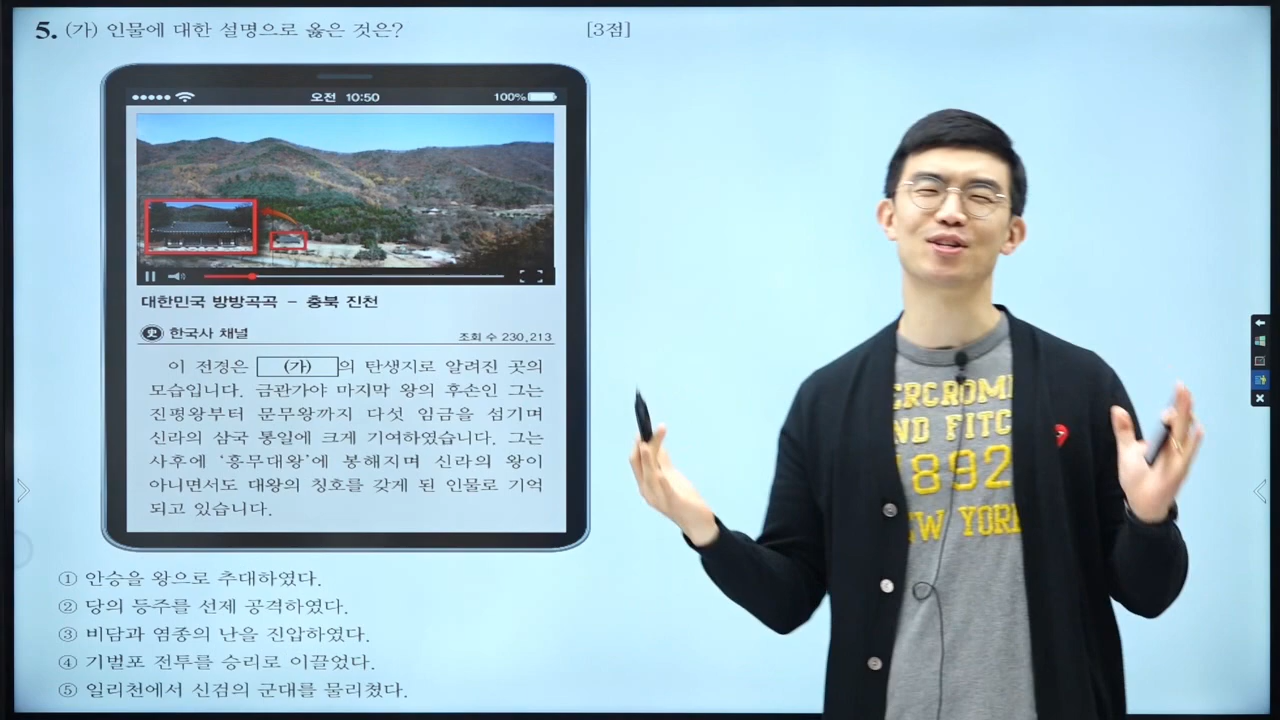 5. (가) 인물에 대한 설명으로 옳은 것은? [3점]
오전 10:50 100%
대한민국 방방곡곡 - 충북 진천
史 한국사 채널 조회 수 230,213
이 전경은 (가) 의 탄생지로 알려진 곳의
모습입니다. 금관가야 마지막 왕의 후손인 그는
진평왕부터 문무왕까지 다섯 임금을 섬기며
신라의 삼국 통일에 크게 기여하였습니다. 그는
사후에 '흥무대왕'에 봉해지며 신라의 왕이
아니면서도 대왕의 칭호를 갖게 된 인물로 기억
되고 있습니다.
① 안승을 왕으로 추대하였다.
② 당의 등주를 선제 공격하였다.
③ 비담과 염종의 난을 진압하였다.
④ 기벌포 전투를 승리로 이끌었다.
⑤ 일리천에서 신검의 군대를 물리쳤다.
ERCROM
ND FITC
1892
EW YORK